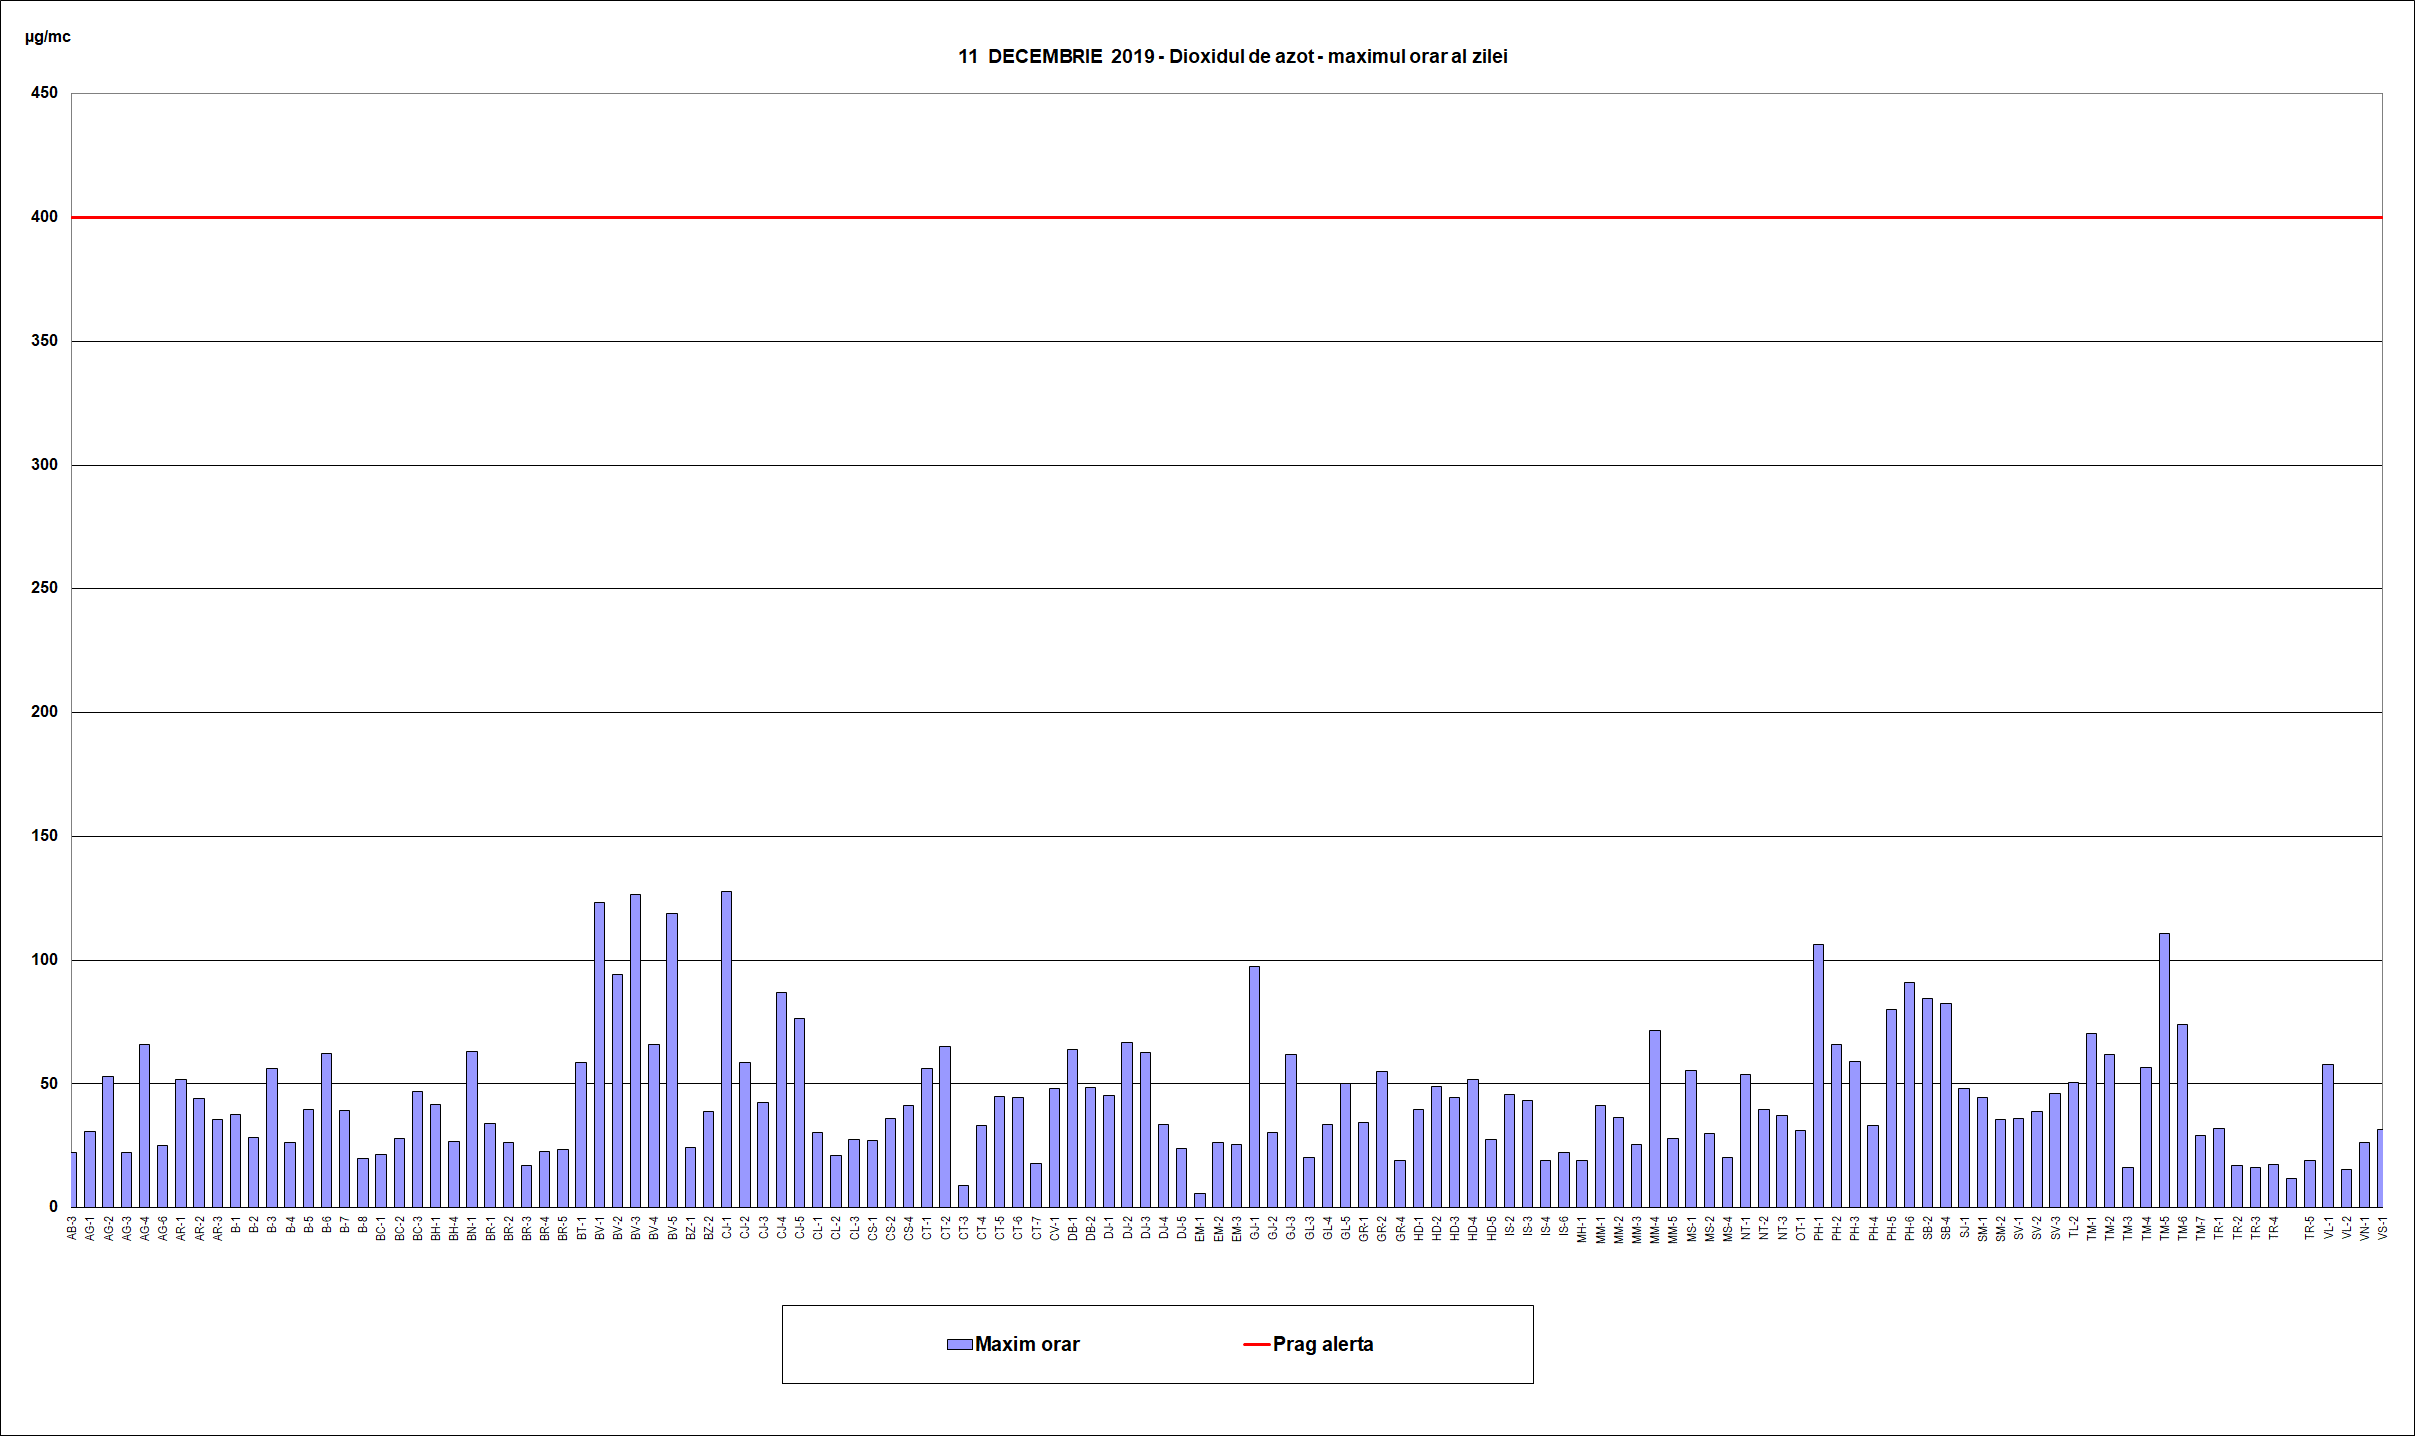 µg/mc
11 DECEMBRIE 2019 - Dioxidul de azot - maximul orar al zilei
450
400
350
300
250
200
150
100
50
0
AB-3 AG-1 AG-2 AG-3 AG-4 AG-6 AR-1 AR-2 AR-3 B-1 B-2 B-3 B-4 B-5 B-6 B-7 B-8 BC-1 BC-2 BC-3 BH-1 BH-4 BN-1 BR-1 BR-2 BR-3 BR-4 BR-5 BT-1 BV-1 BV-2 BV-3 BV-4 BV-5 BZ-1 BZ-2 CJ-1 CJ-2 CJ-3 CJ-4 CJ-5 CL-1 CL-2 CL-3 CS-1 CS-2 CS-4 CT-1 CT-2 CT-3 CT-4 CT-5 CT-6 CT-7 CV-1 DB-1 DB-2 DJ-1 DJ-2 DJ-3 DJ-4 DJ-5 EM-1 EM-2 EM-3 GJ-1 GJ-2 GJ-3 GL-3 GL-4 GL-5 GR-1 GR-2 GR-4 HD-1 HD-2 HD-3 HD-4 HD-5 IS-2 IS-3 IS-4 IS-6 MH-1 MM-1 MM-2 MM-3 MM-4 MM-5 MS-1 MS-2 MS-4 NT-1 NT-2 NT-3 OT-1 PH-1 PH-2 PH-3 PH-4 PH-5 PH-6 SB-2 SB-4 SJ-1 SM-1 SM-2 SV-1 SV-2 SV-3 TL-2 TM-1 TM-2 TM-3 TM-4 TM-5 TM-6 TM-7 TR-1 TR-2 TR-3 TR-4 TR-5 VL-1 VL-2 VN-1 VS-1
Maxim orar
Prag alerta